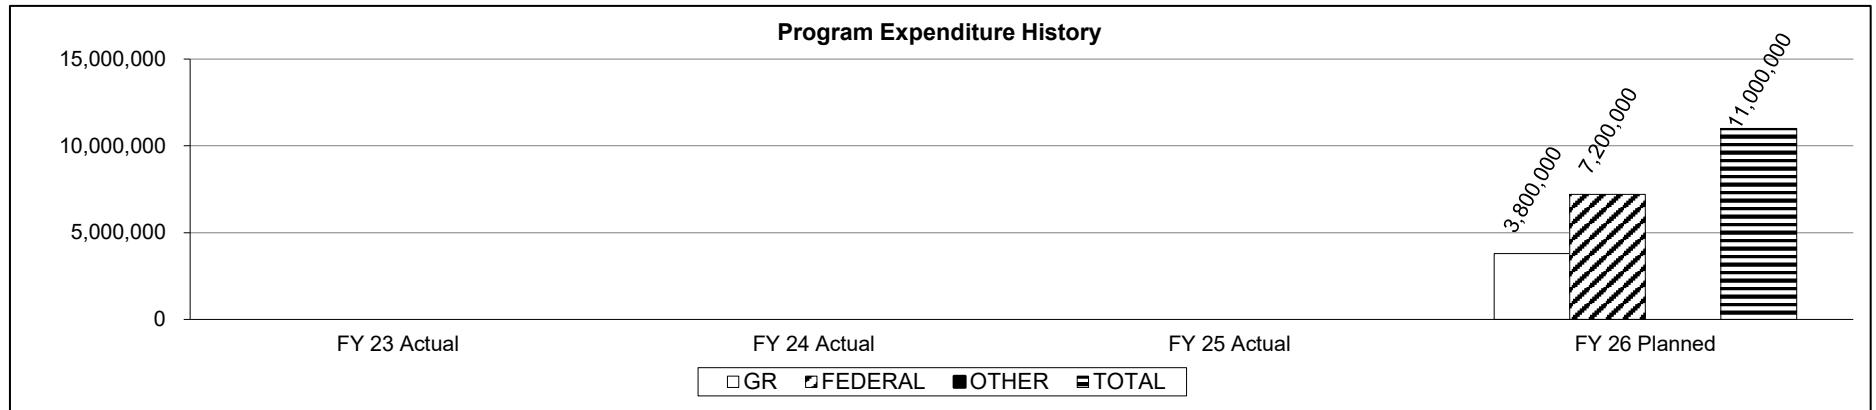 Program Expenditure History
15,000,000
10,000,000
5,000,000
0
3,800,000
7,200,000
11,000,000
FY 23 Actual FY 24 Actual FY 25 Actual FY 26 Planned
GR FEDERAL OTHER TOTAL